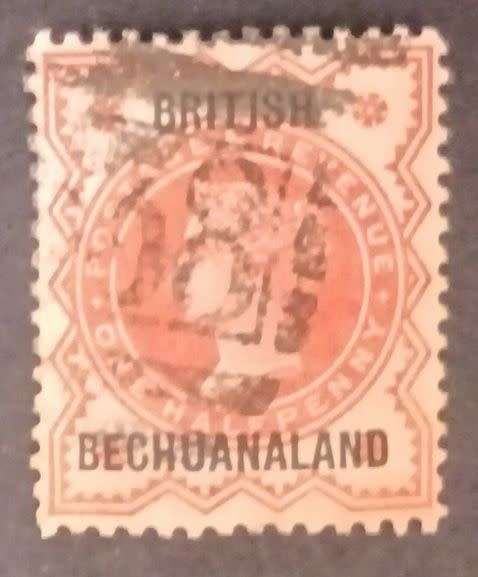 BRITISH
POSTAGE & REVENUE
ONE HALFPENNY
BECHUANALAND